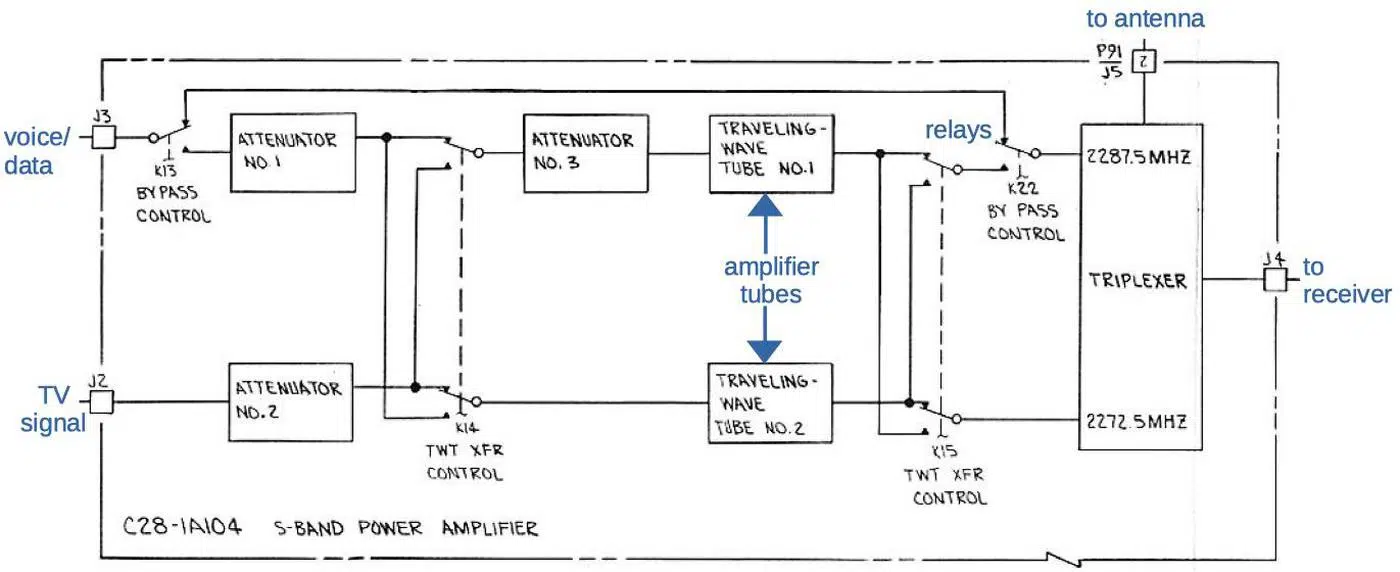 to antenna
P91
J5
2
J3
voice/
data
K13
BYPASS
CONTROL
ATTENUATOR
NO.1
ATTENUATOR
NO.3
TRAVELING-
WAVE
TUBE NO.1
relays
K22
BY PASS
CONTROL
2287.5MHZ
TRIPLEXER
2272.5MHZ
J4
to
receiver
amplifier
tubes
J2
TV
signal
ATTENUATOR
NO.2
K14
TWT XFR
CONTROL
TRAVELING-
WAVE
TUBE NO.2
K15
TWT XFR
CONTROL
C28-1A104 S-BAND POWER AMPLIFIER